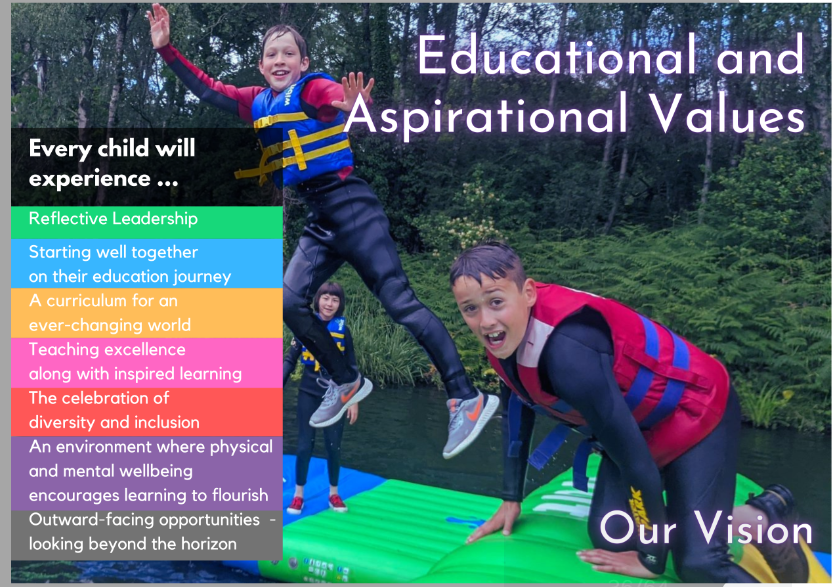 Educational and
Aspirational Values
Every child will
experience ...
Reflective Leadership
Starting well together
on their education journey
A curriculum for an
ever-changing world
Teaching excellence
along with inspired learning
The celebration of
diversity and inclusion
An environment where physical
and mental wellbeing
encourages learning to flourish
Outward-facing opportunities -
looking beyond the horizon
Our Vision